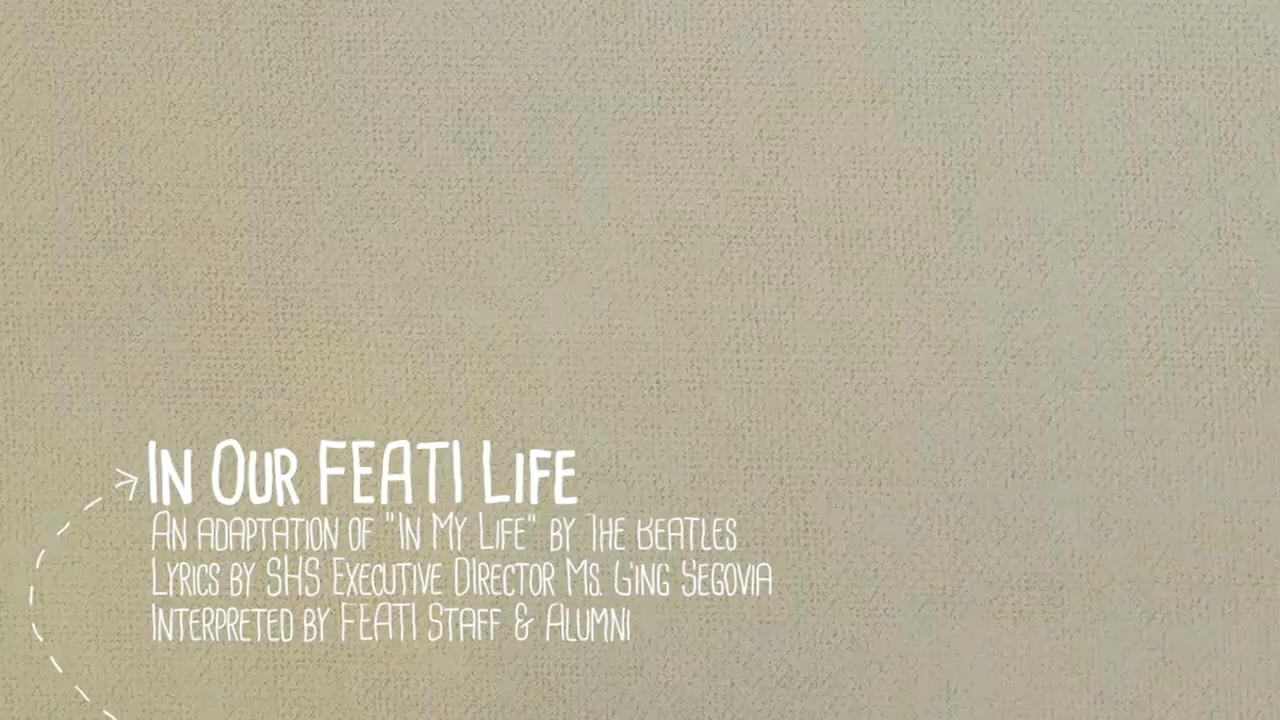 In Our FEATI Life
An adaptation of "In My Life" by The Beatles
Lyrics by SHS Executive Director Ms. Ging Segovia
Interpreted by FEATI Staff & Alumni